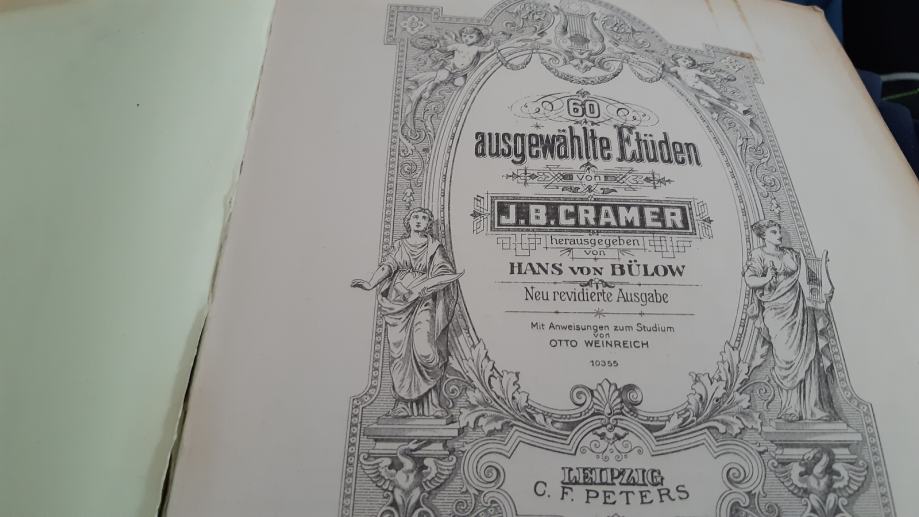 60
ausgewählte Etüden
von
J.B.CRAMER
herausgegeben
von
HANS VON BÜLOW
Neu revidierte Ausgabe
Mit Anweisungen zum Studium
von
OTTO WEINREICH
10355
LEIPZIG
C. F. PETERS